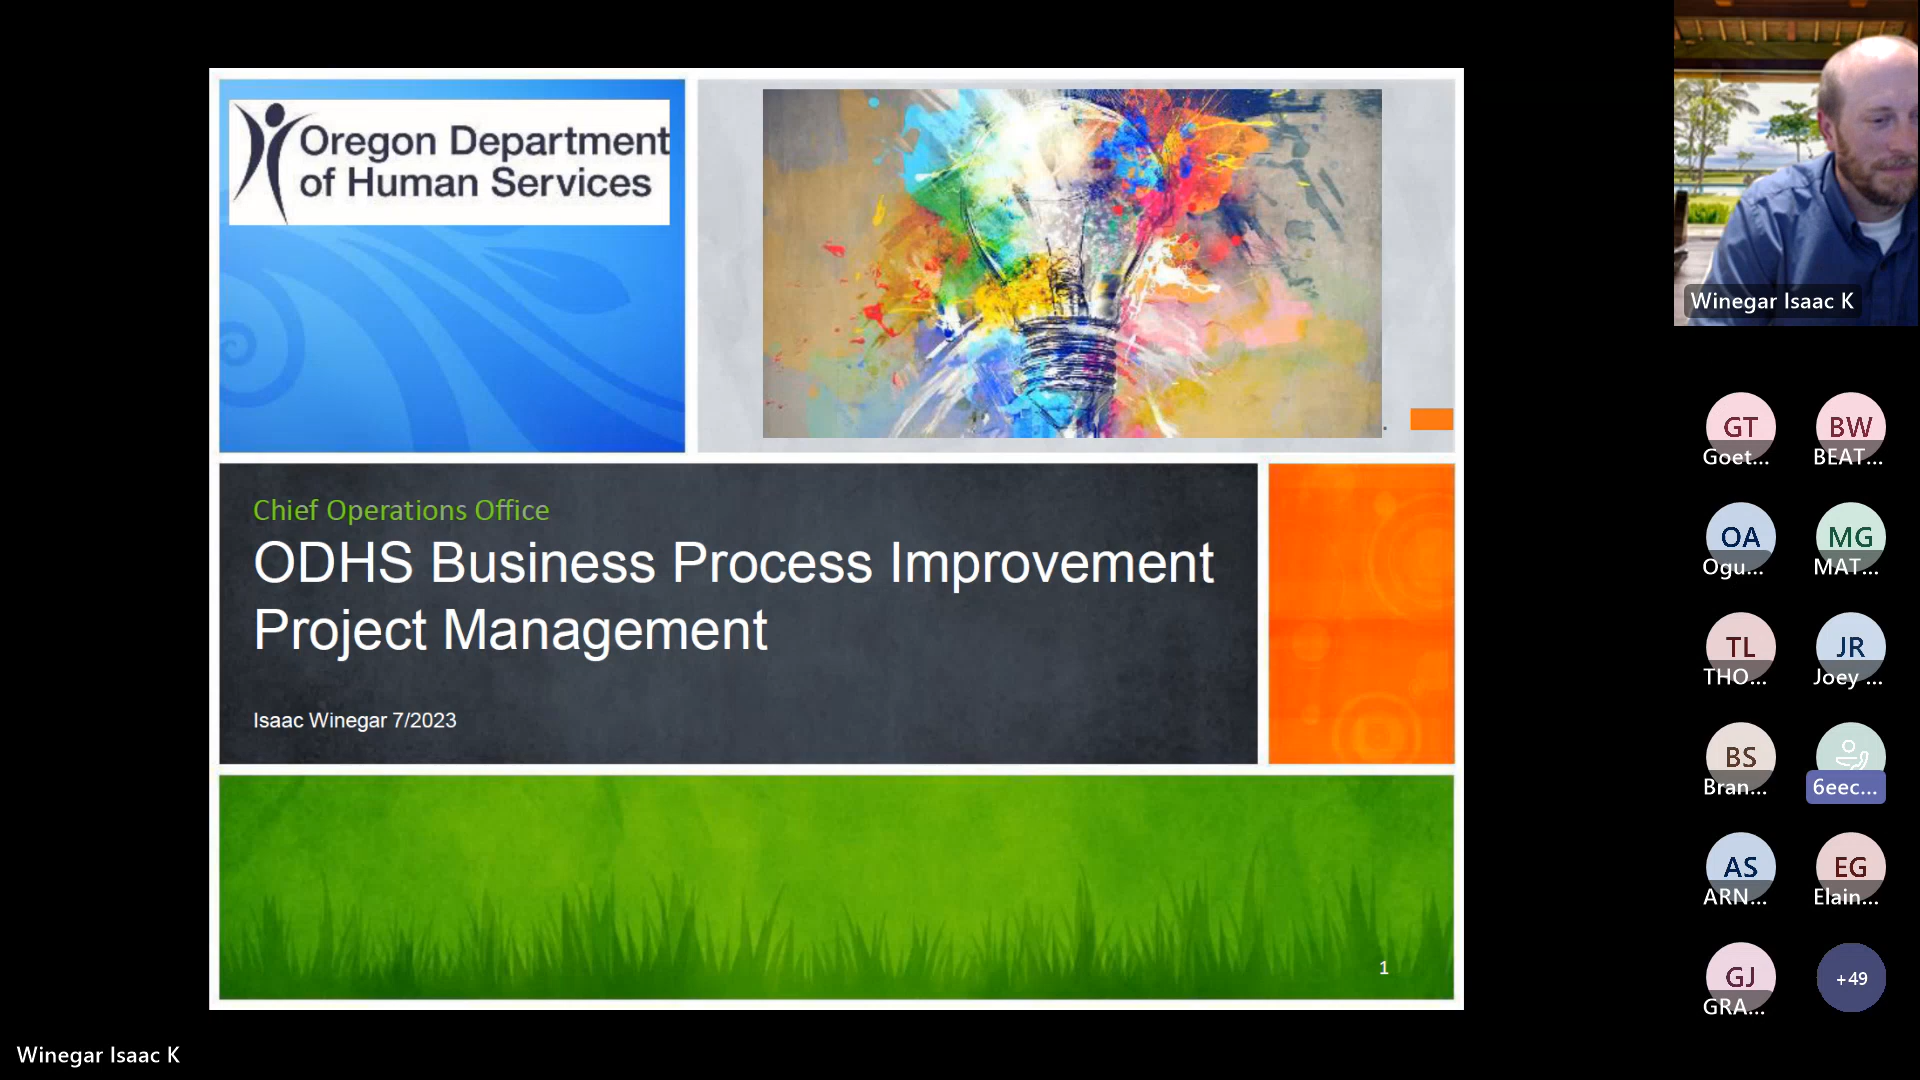 Oregon Department
of Human Services
Chief Operations Office
ODHS Business Process Improvement
Project Management
Isaac Winegar 7/2023
1
Winegar Isaac K
GT
Goet...
BW
BEAT...
OA
Ogu...
MG
MAT...
TL
THO...
JR
Joey ...
BS
Bran...
6eec...
AS
ARN...
EG
Elain...
GJ
GRA...
+49
Winegar Isaac K